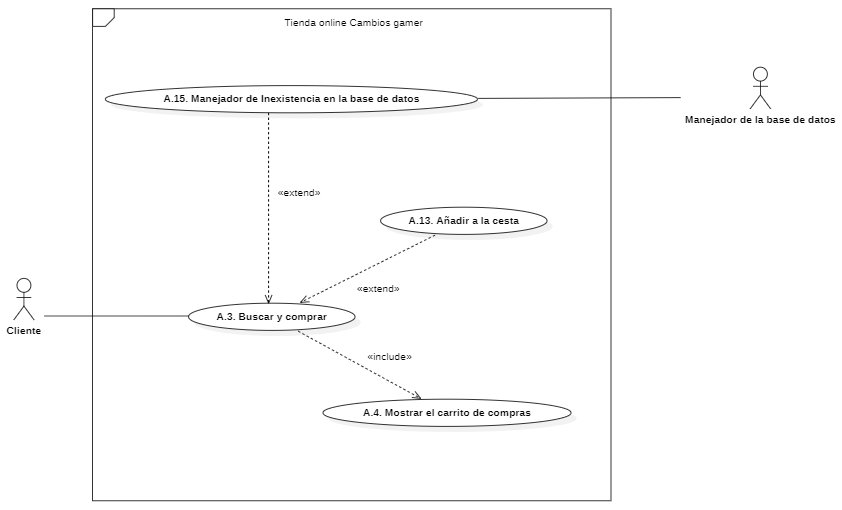 Tienda online Cambios gamer
A.15. Manejador de Inexistencia en la base de datos
Manejador de la base de datos
«extend»
A.13. Añadir a la cesta
«extend»
A.3. Buscar y comprar
Cliente
«include»
A.4. Mostrar el carrito de compras